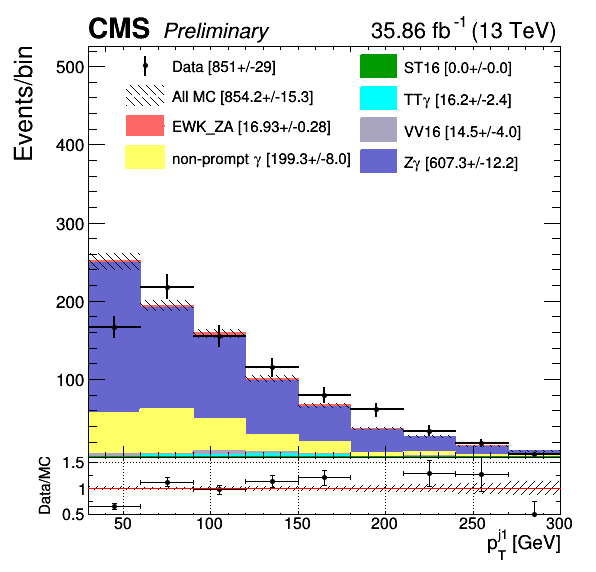 CMS Preliminary 35.86 fb⁻¹ (13 TeV)
Events/bin
500
400
300
200
100
Data [851+/-29]
All MC [854.2+/-15.3]
EWK_ZA [16.93+/-0.28]
non-prompt γ [199.3+/-8.0]
ST16 [0.0+/-0.0]
TTγ [16.2+/-2.4]
VV16 [14.5+/-4.0]
Zγ [607.3+/-12.2]
Data/MC
1.5
1
0.5
50 100 150 200 250 300
p_T^j1 [GeV]